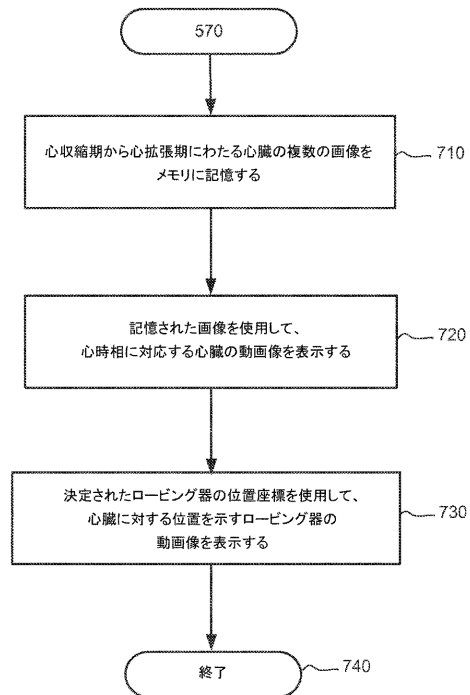 570
心収縮期から心拡張期にわたる心臓の複数の画像を
メモリに記憶する
710
記憶された画像を使用して、
心時相に対応する心臓の動画像を表示する
720
決定されたロービング器の位置座標を使用して、
心臓に対する位置を示すロービング器の
動画像を表示する
730
終了
740